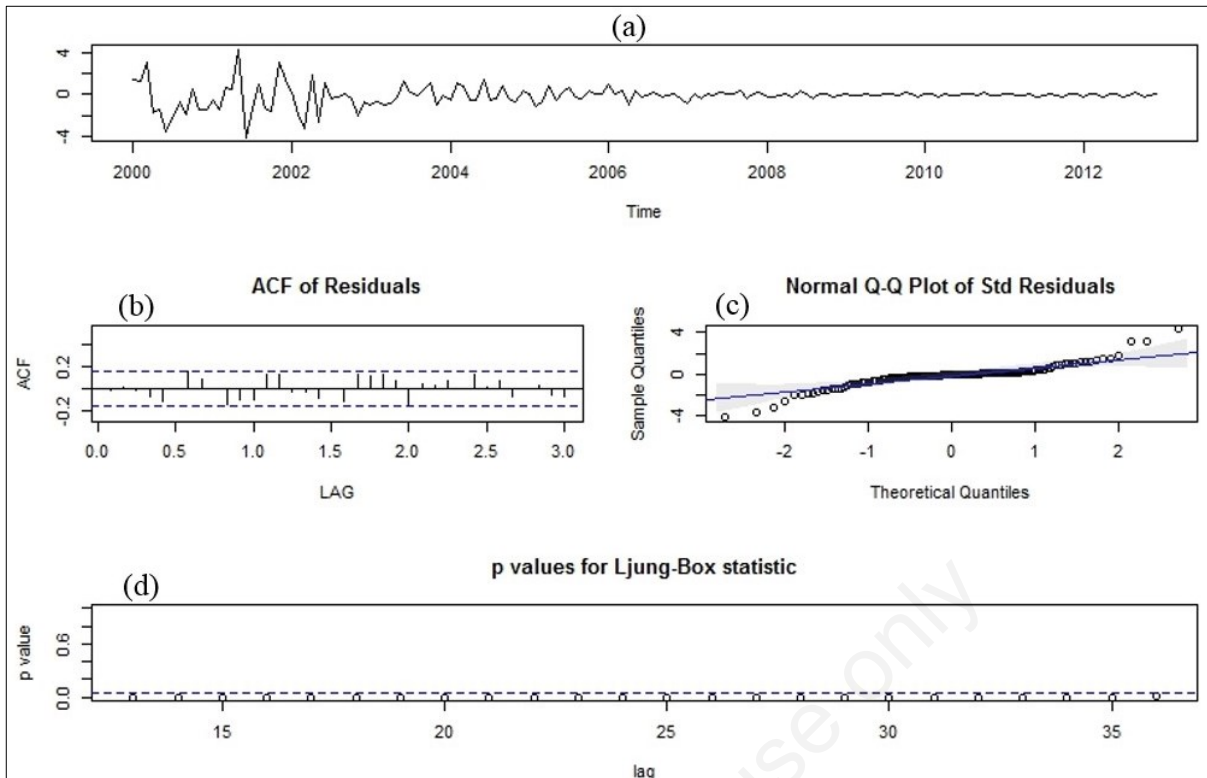 (a)
4
0
-4
2000 2002 2004 2006 2008 2010 2012
Time
ACF of Residuals
(b)
ACF
0.2
-0.2
0.0 0.5 1.0 1.5 2.0 2.5 3.0
LAG
Normal Q-Q Plot of Std Residuals
(c)
Sample Quantiles
4
0
-4
-2 -1 0 1 2
Theoretical Quantiles
p values for Ljung-Box statistic
(d)
p value
0.6
0.0
15 20 25 30 35
lag
use only